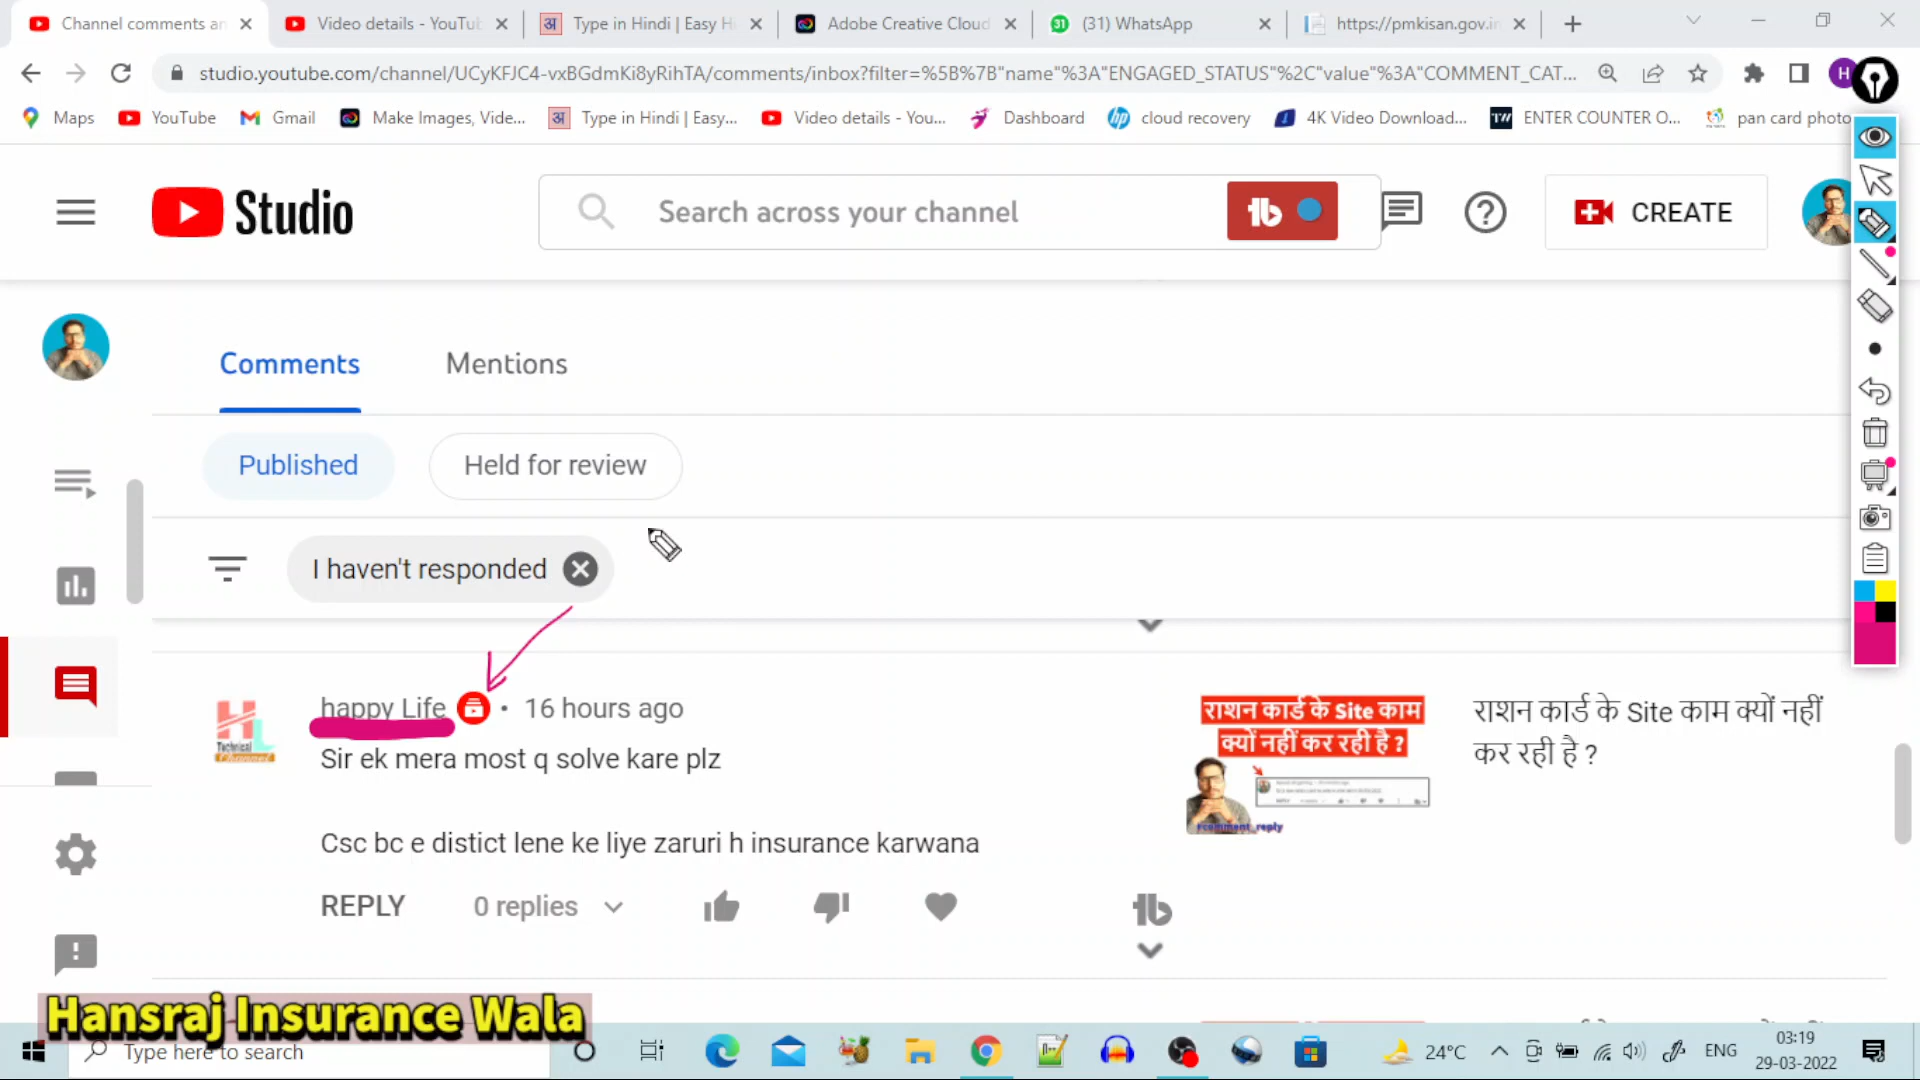 Channel comments an
Video details - YouTub
Type in Hindi | Easy H
Adobe Creative Cloud
(31) WhatsApp
https://pmkisan.gov.in
studio.youtube.com/channel/UCyKFJC4-vxBGdmKi8yRihTA/comments/inbox?filter=%5B%7B"name"%3A"ENGAGED_STATUS"%2C"value"%3A"COMMENT_CAT...
H
Maps
YouTube
Gmail
Make Images, Vide...
Type in Hindi | Easy...
Video details - You...
Dashboard
cloud recovery
4K Video Download...
ENTER COUNTER O...
pan card photo
Studio
Search across your channel
CREATE
Comments
Mentions
Published
Held for review
I haven't responded
happy Life • 16 hours ago
Sir ek mera most q solve kare plz
Csc bc e distict lene ke liye zaruri h insurance karwana
REPLY
0 replies
HL
Technical
Channel
राशन कार्ड के Site काम
क्यों नहीं कर रही है ?
#comment_reply
राशन कार्ड के Site काम क्यों नहीं
कर रही है ?
Hansraj Insurance Wala
Type here to search
24°C
ENG
03:19
29-03-2022